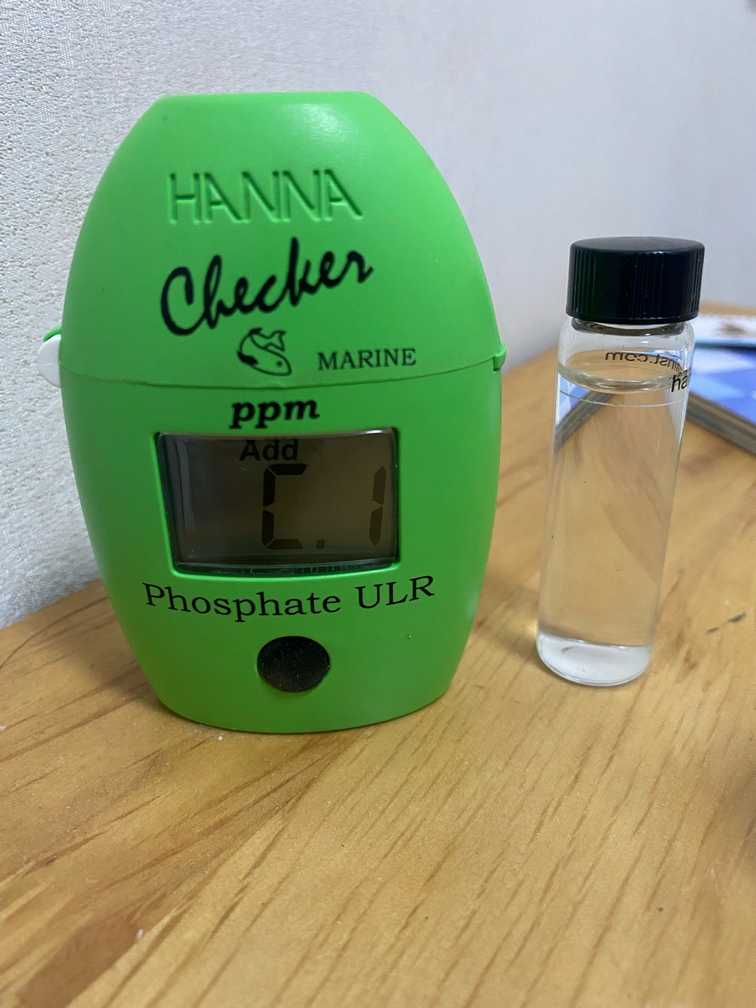 HANNA
Checker
MARINE
ppm
Add
C.1
Phosphate ULR